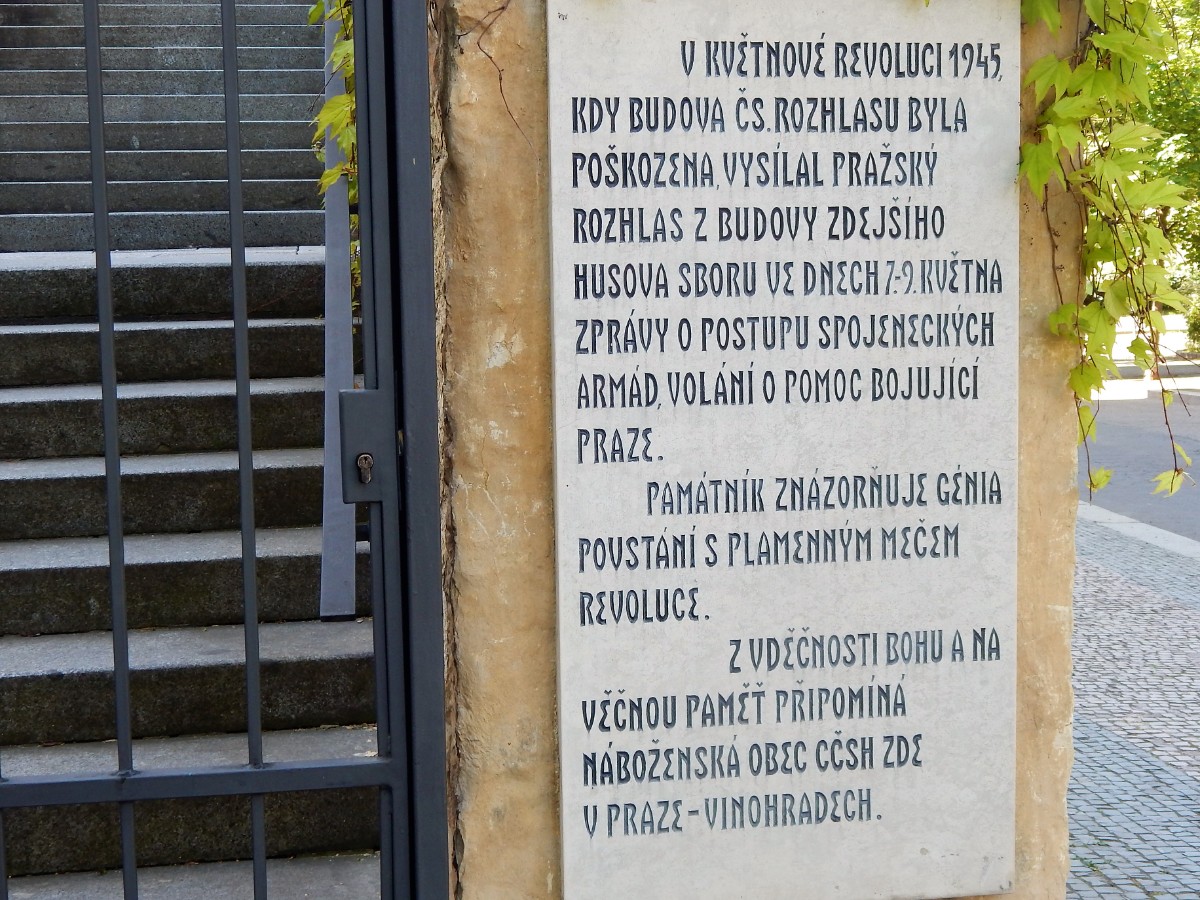 V KVĚTNOVÉ REVOLUCI 1945,
KDY BUDOVA ČS. ROZHLASU BYLA
POŠKOZENA, VYSÍLAL PRAŽSKÝ
ROZHLAS Z BUDOVY ZDEJŠÍHO
HUSOVA SBORU VE DNECH 7.-9. KVĚTNA
ZPRÁVY O POSTUPU SPOJENECKÝCH
ARMÁD, VOLÁNÍ O POMOC BOJUJÍCÍ
PRAZE.
PAMÁTNÍK ZNÁZORŇUJE GÉNIA
POVSTÁNÍ S PLAMENNÝM MEČEM
REVOLUCE.
Z VDĚČNOSTI BOHU A NA
VĚČNOU PAMĚŤ PŘIPOMÍNÁ
NÁBOŽENSKÁ OBEC CČSH ZDE
V PRAZE - VINOHRADECH.